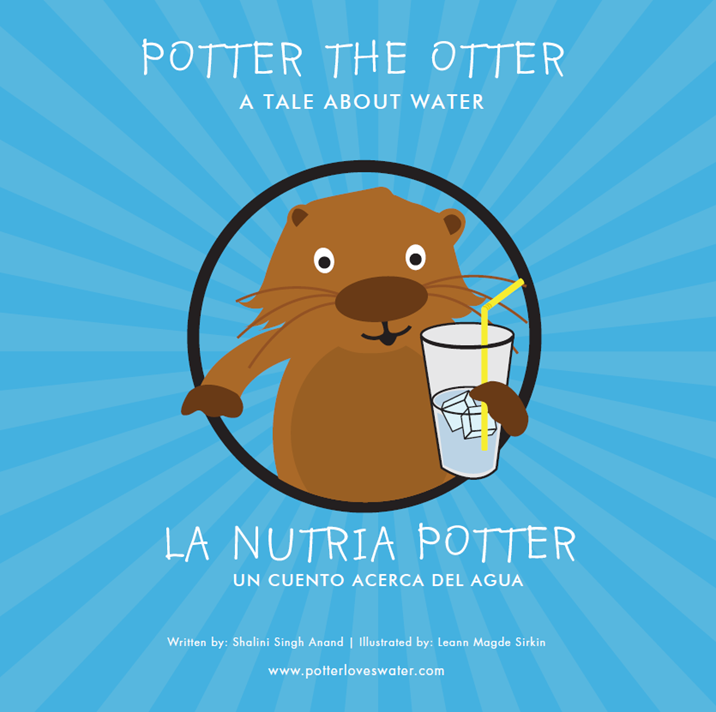 POTTER THE OTTER
A TALE ABOUT WATER
LA NUTRIA POTTER
UN CUENTO ACERCA DEL AGUA
Written by: Shalini Singh Anand | Illustrated by: Leann Magde Sirkin
www.potterloveswater.com